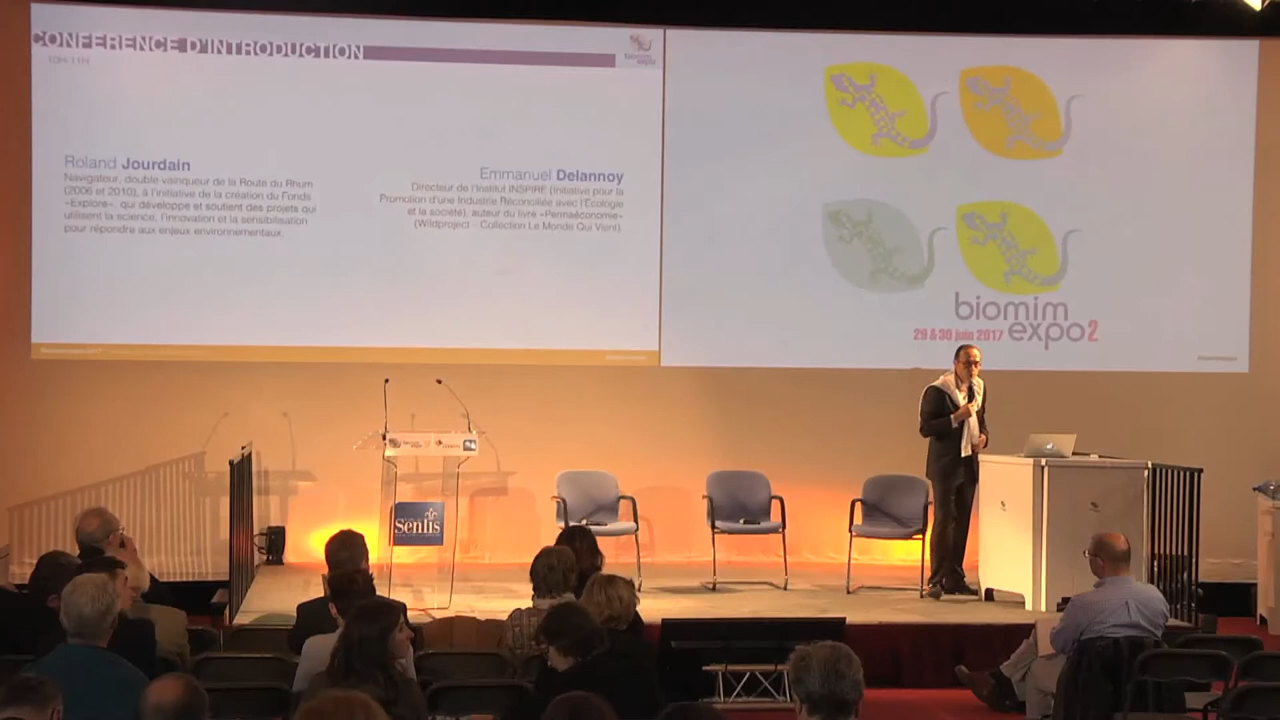 CONFERENCE D'INTRODUCTION
10H-11H
Roland Jourdain
Navigateur, double vainqueur de la Route du Rhum
(2006 et 2010), à l'initiative de la création du Fonds
«Explore», qui développe et soutient des projets qui
utilisent la science, l'innovation et la sensibilisation
pour répondre aux enjeux environnementaux.
Emmanuel Delannoy
Directeur de l'Institut INSPIRE (Initiative pour la
Promotion d'une Industrie Réconciliée avec l'Ecologie
et la société), auteur du livre «Permaéconomie»
(Wildproject - Collection Le Monde Qui Vient)
biomim
expo
biomim
expo2
29 & 30 juin 2017
Senlis